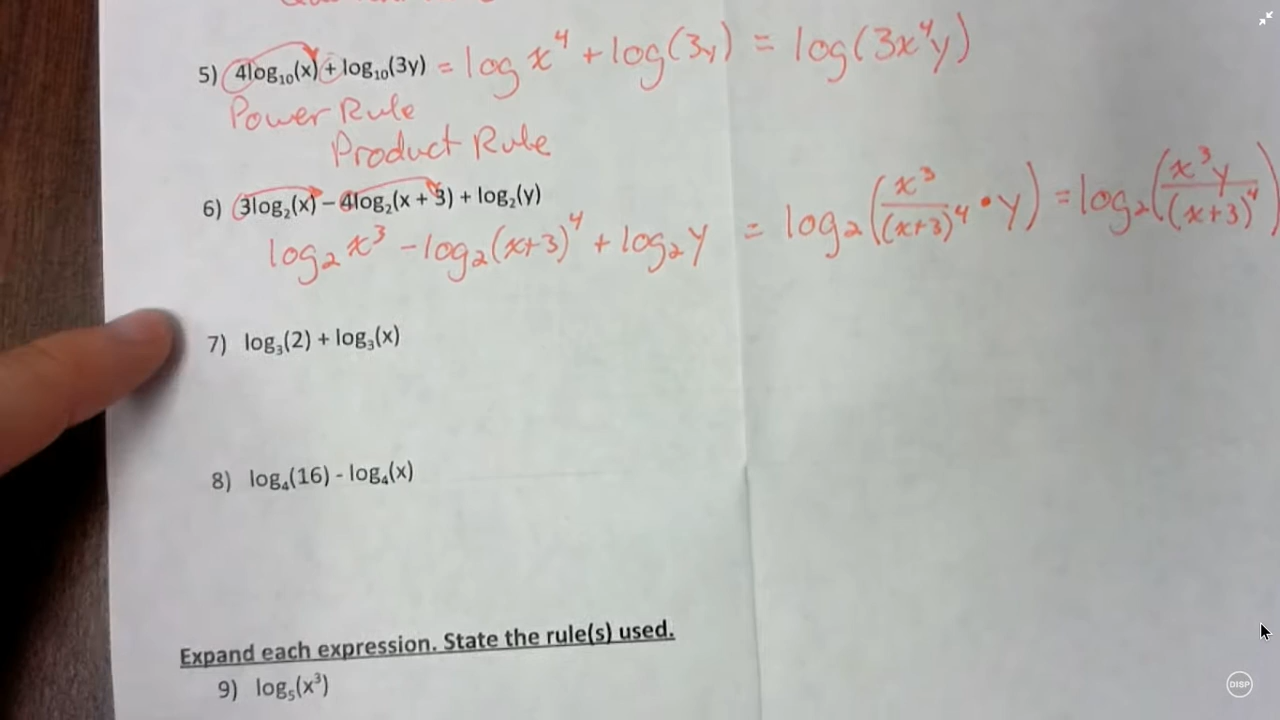 5) 4log₁₀(x) + log₁₀(3y) = log x⁴ + log(3y) = log(3x⁴y)
Power Rule
Product Rule
6) 3log₂(x) – 4log₂(x + 3) + log₂(y)
log₂ x³ – log₂(x+3)⁴ + log₂ y = log₂(x³/(x+3)⁴ • y) = log₂(x³y/(x+3)⁴)
7) log₃(2) + log₃(x)
8) log₄(16) - log₄(x)
Expand each expression. State the rule(s) used.
9) log₅(x³)
DISP